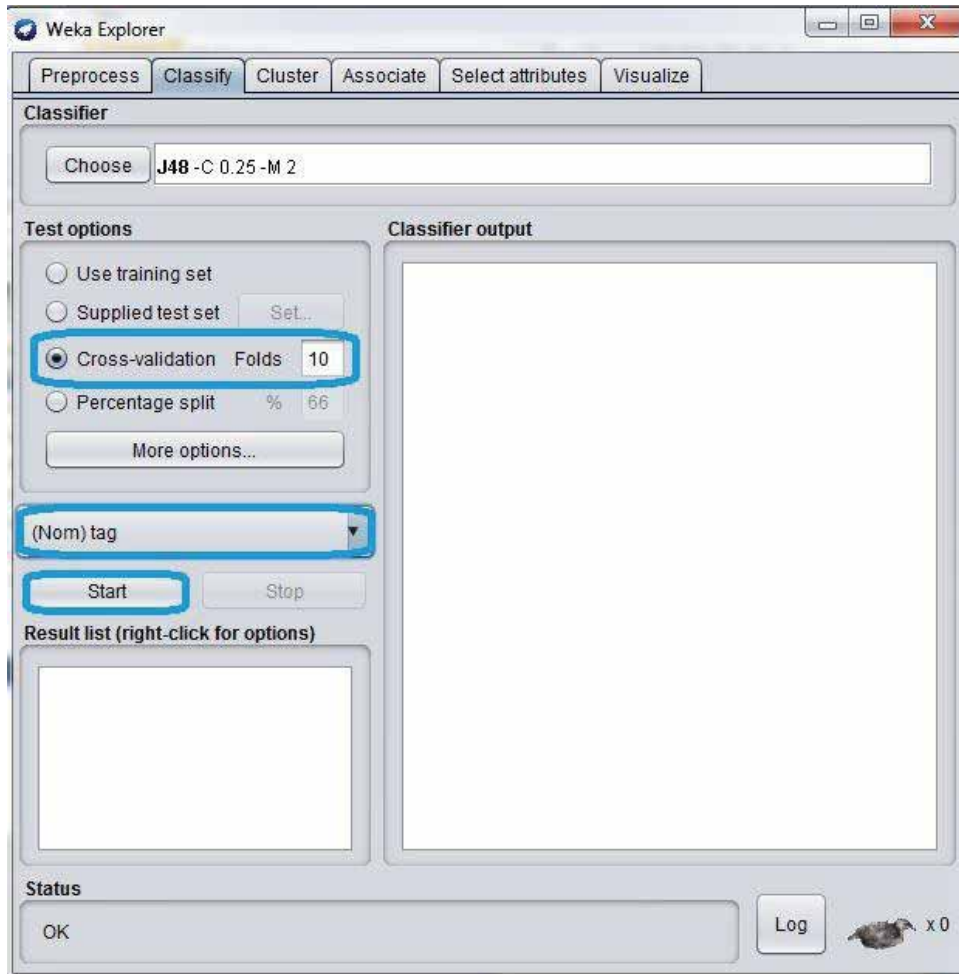 Weka Explorer
Preprocess Classify Cluster Associate Select attributes Visualize
Classifier
Choose J48 -C 0.25 -M 2
Test options
Use training set
Supplied test set Set...
Cross-validation Folds 10
Percentage split % 66
More options...
(Nom) tag
Start Stop
Result list (right-click for options)
Classifier output
Status
OK
Log x 0